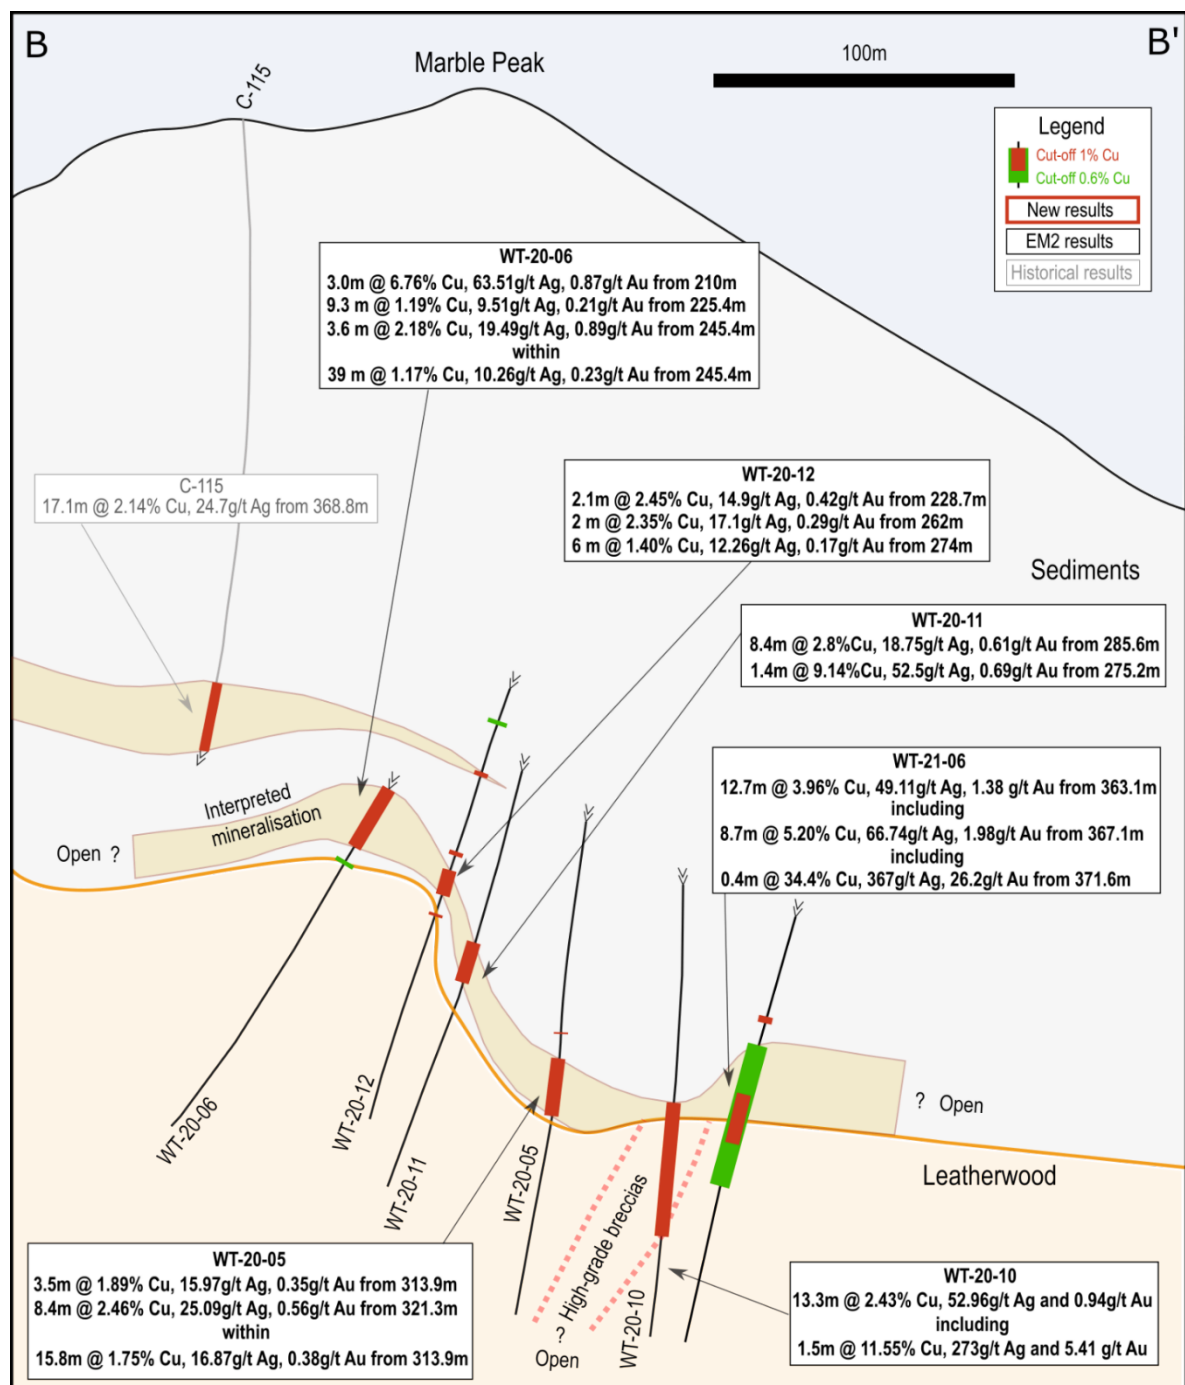 B
B'
Marble Peak
100m
C-115
Legend
Cut-off 1% Cu
Cut-off 0.6% Cu
New results
EM2 results
Historical results
WT-20-06
3.0m @ 6.76% Cu, 63.51g/t Ag, 0.87g/t Au from 210m
9.3 m @ 1.19% Cu, 9.51g/t Ag, 0.21g/t Au from 225.4m
3.6 m @ 2.18% Cu, 19.49g/t Ag, 0.89g/t Au from 245.4m
within
39 m @ 1.17% Cu, 10.26g/t Ag, 0.23g/t Au from 245.4m
C-115
17.1m @ 2.14% Cu, 24.7g/t Ag from 368.8m
WT-20-12
2.1m @ 2.45% Cu, 14.9g/t Ag, 0.42g/t Au from 228.7m
2 m @ 2.35% Cu, 17.1g/t Ag, 0.29g/t Au from 262m
6 m @ 1.40% Cu, 12.26g/t Ag, 0.17g/t Au from 274m
Sediments
WT-20-11
8.4m @ 2.8%Cu, 18.75g/t Ag, 0.61g/t Au from 285.6m
1.4m @ 9.14%Cu, 52.5g/t Ag, 0.69g/t Au from 275.2m
WT-21-06
12.7m @ 3.96% Cu, 49.11g/t Ag, 1.38 g/t Au from 363.1m
including
8.7m @ 5.20% Cu, 66.74g/t Ag, 1.98g/t Au from 367.1m
including
0.4m @ 34.4% Cu, 367g/t Ag, 26.2g/t Au from 371.6m
Interpreted
mineralisation
Open ?
? Open
WT-20-06
WT-20-12
WT-20-11
WT-20-05
High-grade breccias
WT-20-10
? 
Open
Leatherwood
WT-20-05
3.5m @ 1.89% Cu, 15.97g/t Ag, 0.35g/t Au from 313.9m
8.4m @ 2.46% Cu, 25.09g/t Ag, 0.56g/t Au from 321.3m
within
15.8m @ 1.75% Cu, 16.87g/t Ag, 0.38g/t Au from 313.9m
WT-20-10
13.3m @ 2.43% Cu, 52.96g/t Ag and 0.94g/t Au
including
1.5m @ 11.55% Cu, 273g/t Ag and 5.41 g/t Au